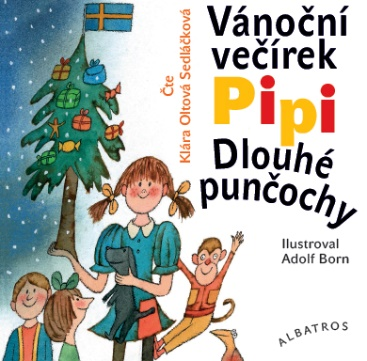 Vánoční
večírek
Pipi
Dlouhé
punčochy
Čte
Klára Oltová Sedláčková
Ilustroval
Adolf Born
ALBATROS